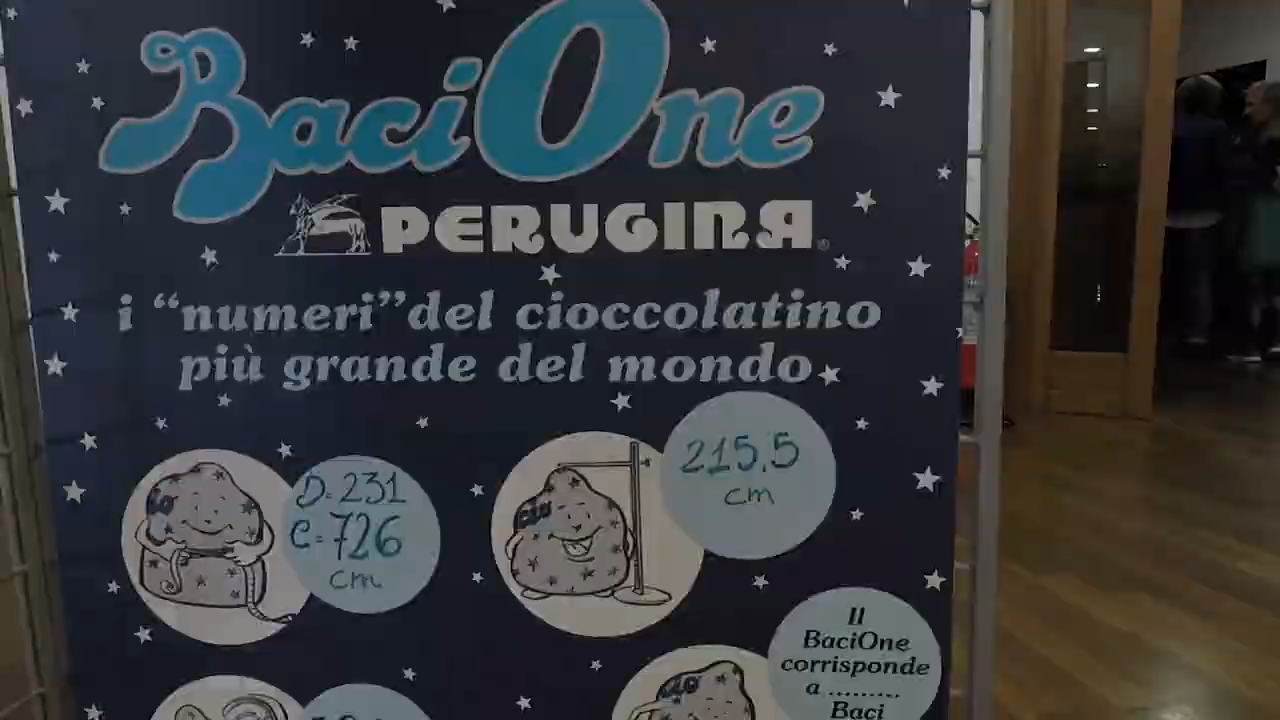 BaciOne
PERUGINA®
i “numeri” del cioccolatino
più grande del mondo
D=231
C=726
cm
215,5
cm
Il
BaciOne
corrisponde
a .........
Baci